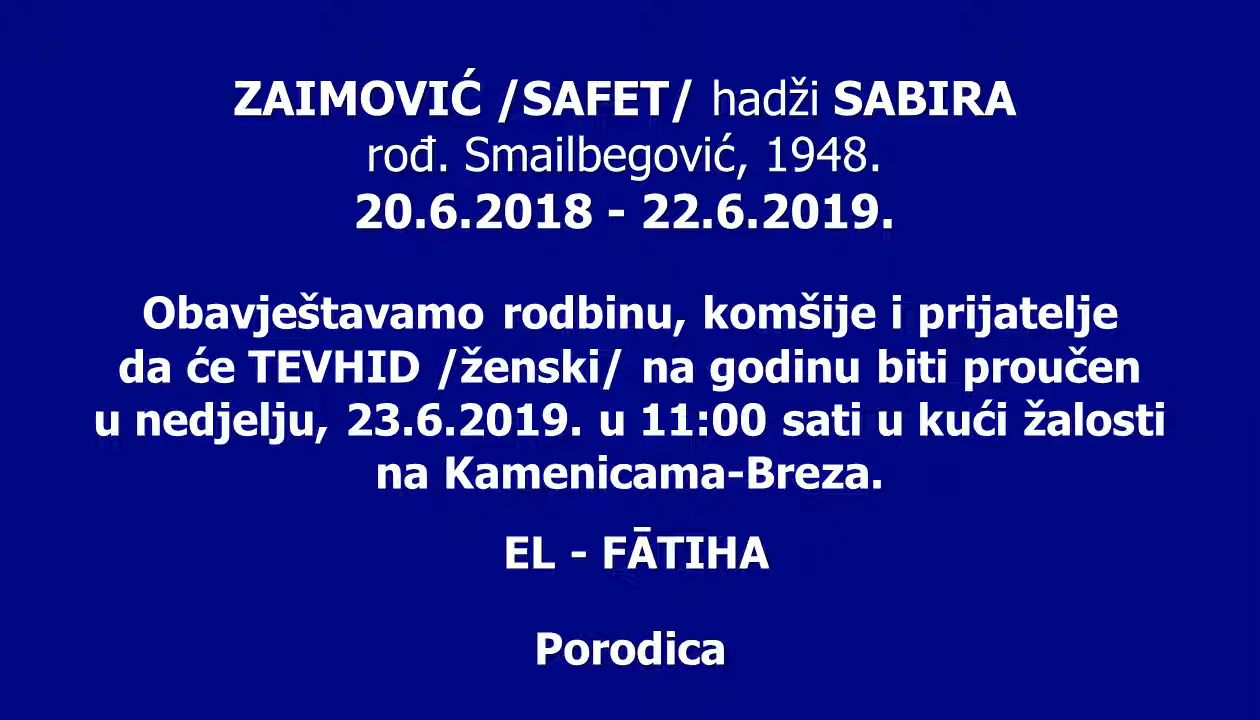 ZAIMOVIĆ /SAFET/ hadži SABIRA
rođ. Smailbegović, 1948.
20.6.2018 - 22.6.2019.
Obavještavamo rodbinu, komšije i prijatelje
da će TEVHID /ženski/ na godinu biti proučen
u nedjelju, 23.6.2019. u 11:00 sati u kući žalosti
na Kamenicama-Breza.
EL - FĀTIHA
Porodica